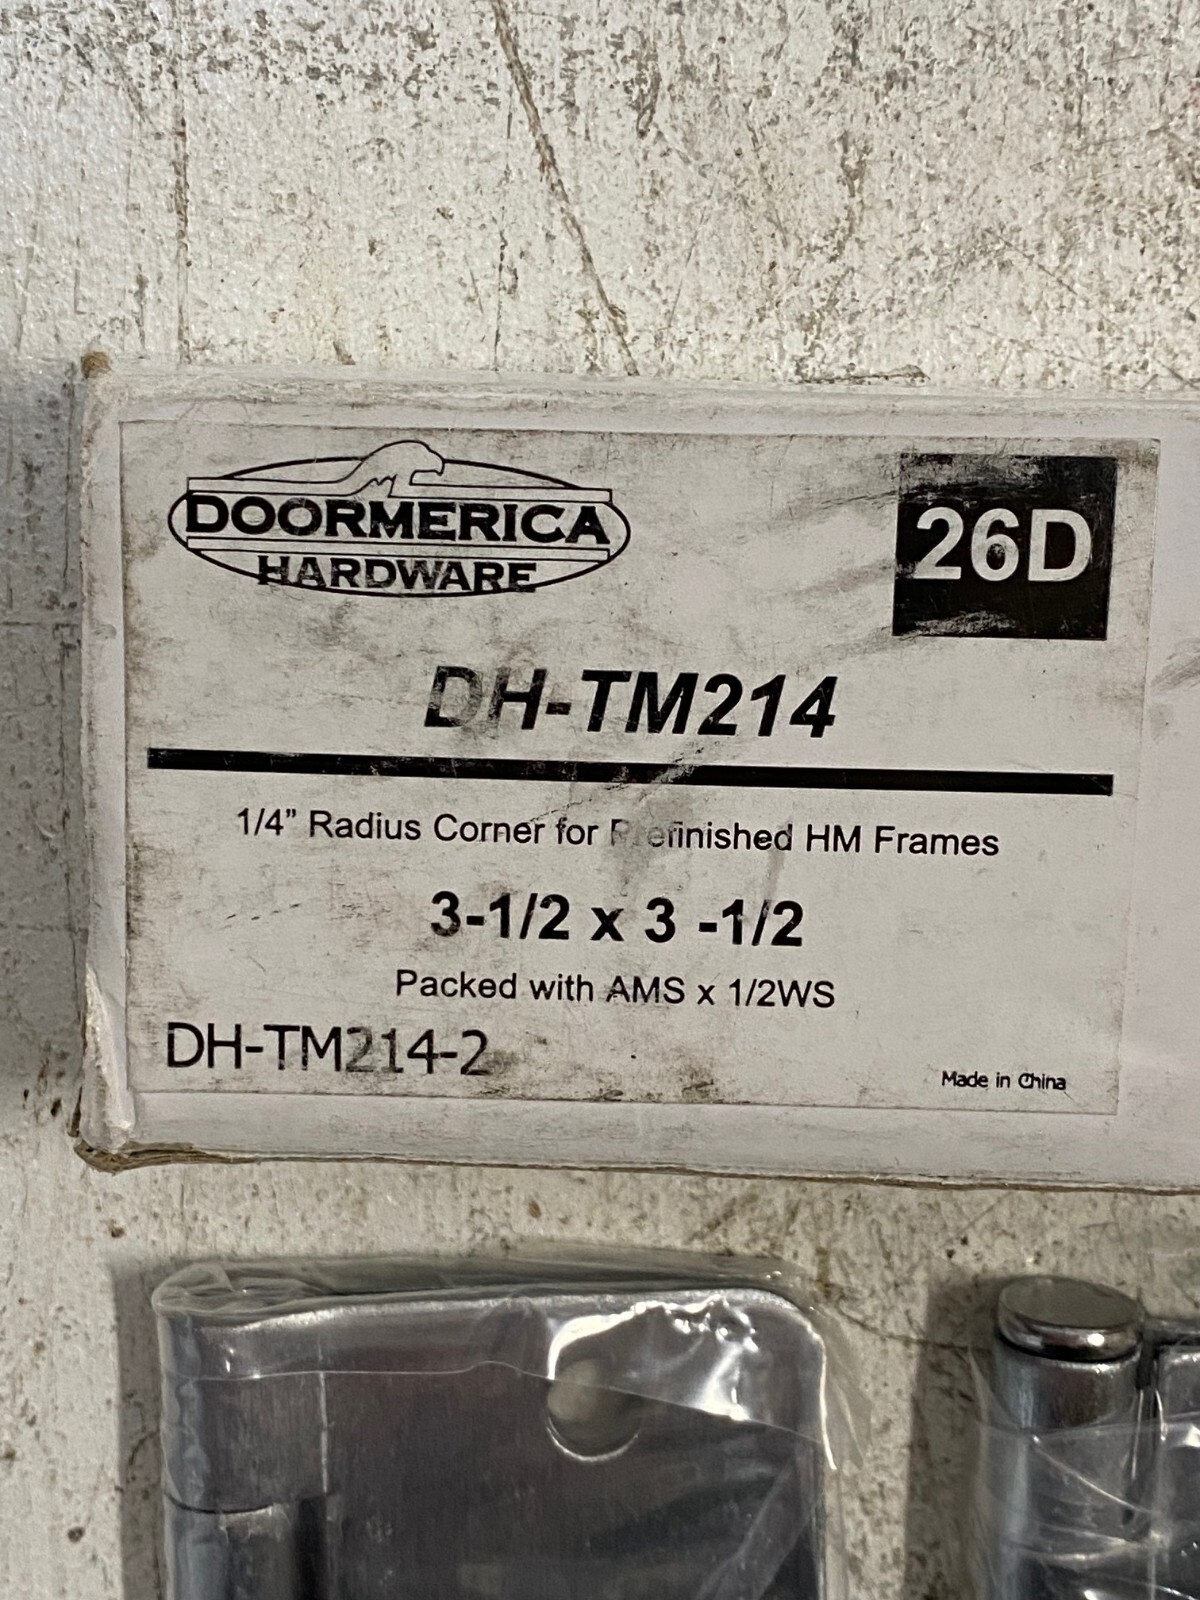 DOORMERICA
HARDWARE
26D
DH-TM214
1/4” Radius Corner for Prefinished HM Frames
3-1/2 x 3 -1/2
Packed with AMS x 1/2WS
DH-TM214-2
Made in China